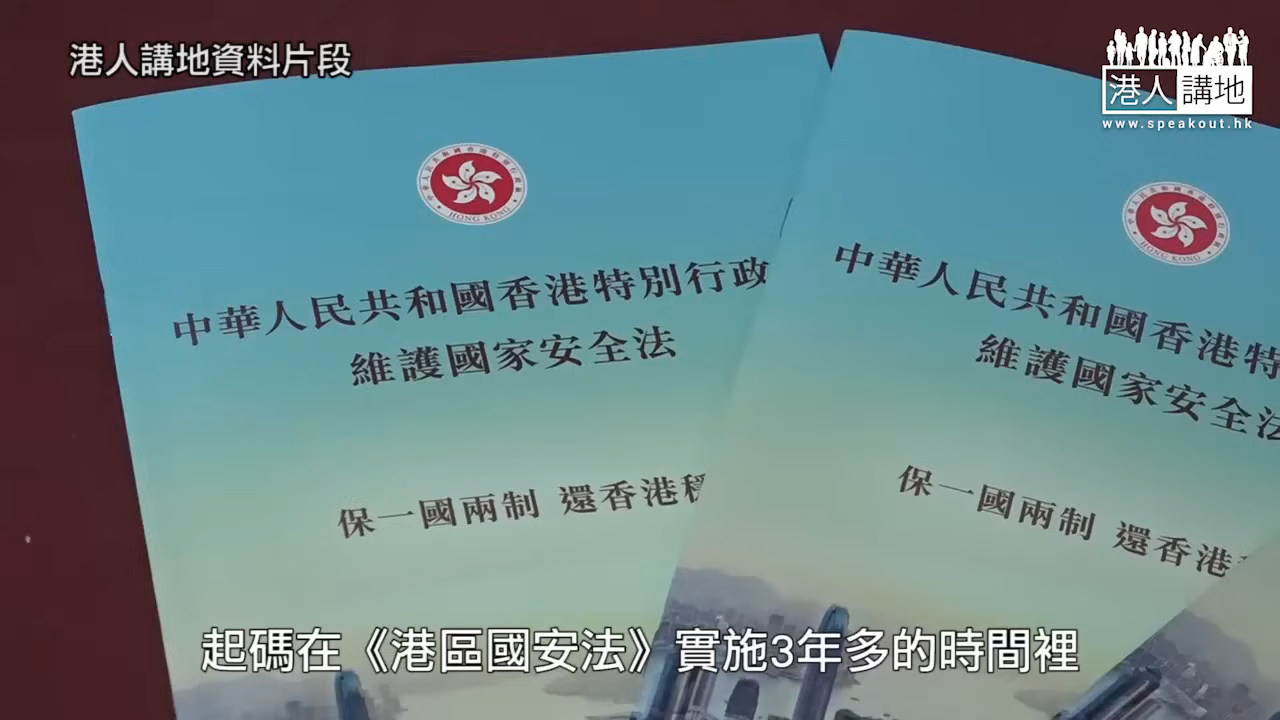 港人講地資料片段
港人講地
www.speakout.hk
HONG KONG
中華人民共和國香港特別行政
維護國家安全法
保一國兩制 還香港
HONG KONG
中華人民共和國香港特
維護國家安全法
保一國兩制 還香港
起碼在《港區國安法》實施3年多的時間裡